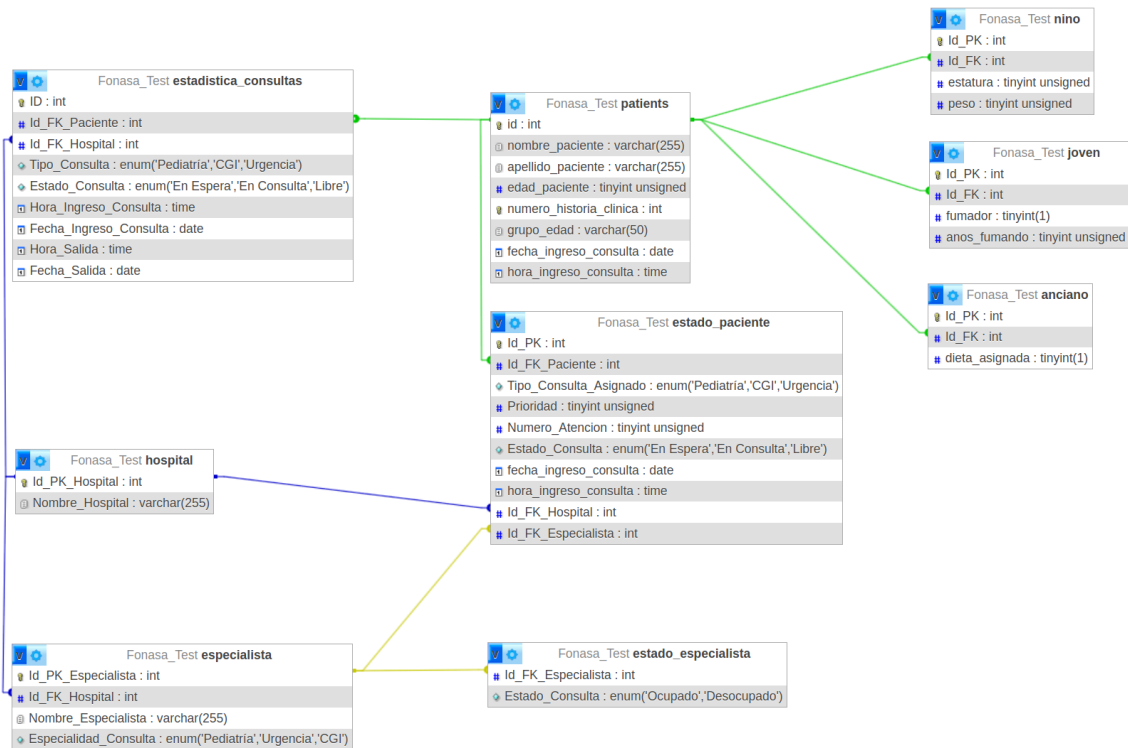 Fonasa_Test estadistica_consultas
ID : int
Id_FK_Paciente : int
Id_FK_Hospital : int
Tipo_Consulta : enum('Pediatría','CGI','Urgencia')
Estado_Consulta : enum('En Espera','En Consulta','Libre')
Hora_Ingreso_Consulta : time
Fecha_Ingreso_Consulta : date
Hora_Salida : time
Fecha_Salida : date
Fonasa_Test patients
id : int
nombre_paciente : varchar(255)
apellido_paciente : varchar(255)
edad_paciente : tinyint unsigned
numero_historia_clinica : int
grupo_edad : varchar(50)
fecha_ingreso_consulta : date
hora_ingreso_consulta : time
Fonasa_Test nino
Id_PK : int
Id_FK : int
estatura : tinyint unsigned
peso : tinyint unsigned
Fonasa_Test joven
Id_PK : int
Id_FK : int
fumador : tinyint(1)
anos_fumando : tinyint unsigned
Fonasa_Test anciano
Id_PK : int
Id_FK : int
dieta_asignada : tinyint(1)
Fonasa_Test estado_paciente
Id_PK : int
Id_FK_Paciente : int
Tipo_Consulta_Asignado : enum('Pediatría','CGI','Urgencia')
Prioridad : tinyint unsigned
Numero_Atencion : tinyint unsigned
Estado_Consulta : enum('En Espera','En Consulta','Libre')
fecha_ingreso_consulta : date
hora_ingreso_consulta : time
Id_FK_Hospital : int
Id_FK_Especialista : int
Fonasa_Test hospital
Id_PK_Hospital : int
Nombre_Hospital : varchar(255)
Fonasa_Test especialista
Id_PK_Especialista : int
Id_FK_Hospital : int
Nombre_Especialista : varchar(255)
Especialidad_Consulta : enum('Pediatría','Urgencia','CGI')
Fonasa_Test estado_especialista
Id_FK_Especialista : int
Estado_Consulta : enum('Ocupado','Desocupado')